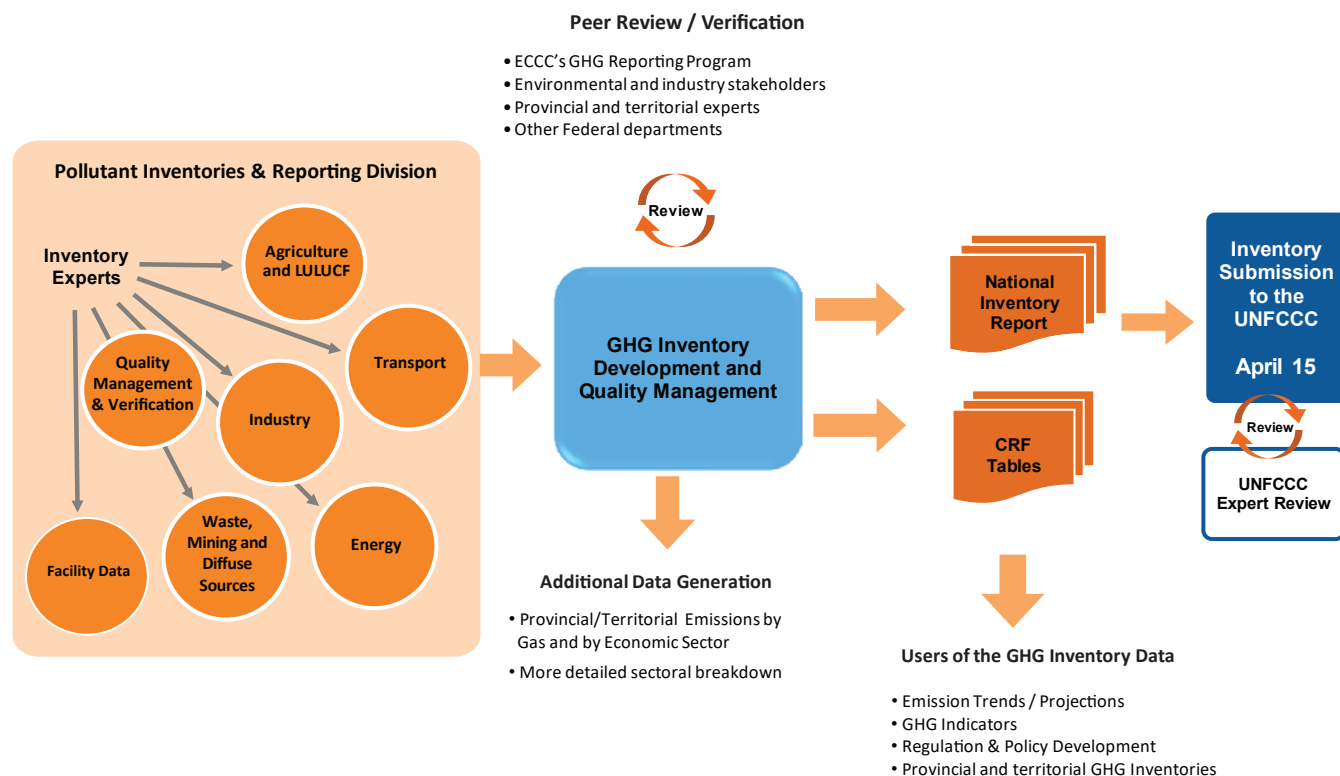 Peer Review / Verification
• ECCC's GHG Reporting Program
• Environmental and industry stakeholders
• Provincial and territorial experts
• Other Federal departments
Pollutant Inventories & Reporting Division
Inventory
Experts
Agriculture
and LULUCF
Transport
Quality
Management
& Verification
Industry
Facility Data
Waste,
Mining and
Diffuse
Sources
Energy
Review
GHG Inventory
Development and
Quality Management
Additional Data Generation
• Provincial/Territorial Emissions by
Gas and by Economic Sector
• More detailed sectoral breakdown
National
Inventory
Report
CRF
Tables
Inventory
Submission
to the
UNFCCC
April 15
Review
UNFCCC
Expert Review
Users of the GHG Inventory Data
• Emission Trends / Projections
• GHG Indicators
• Regulation & Policy Development
• Provincial and territorial GHG Inventories